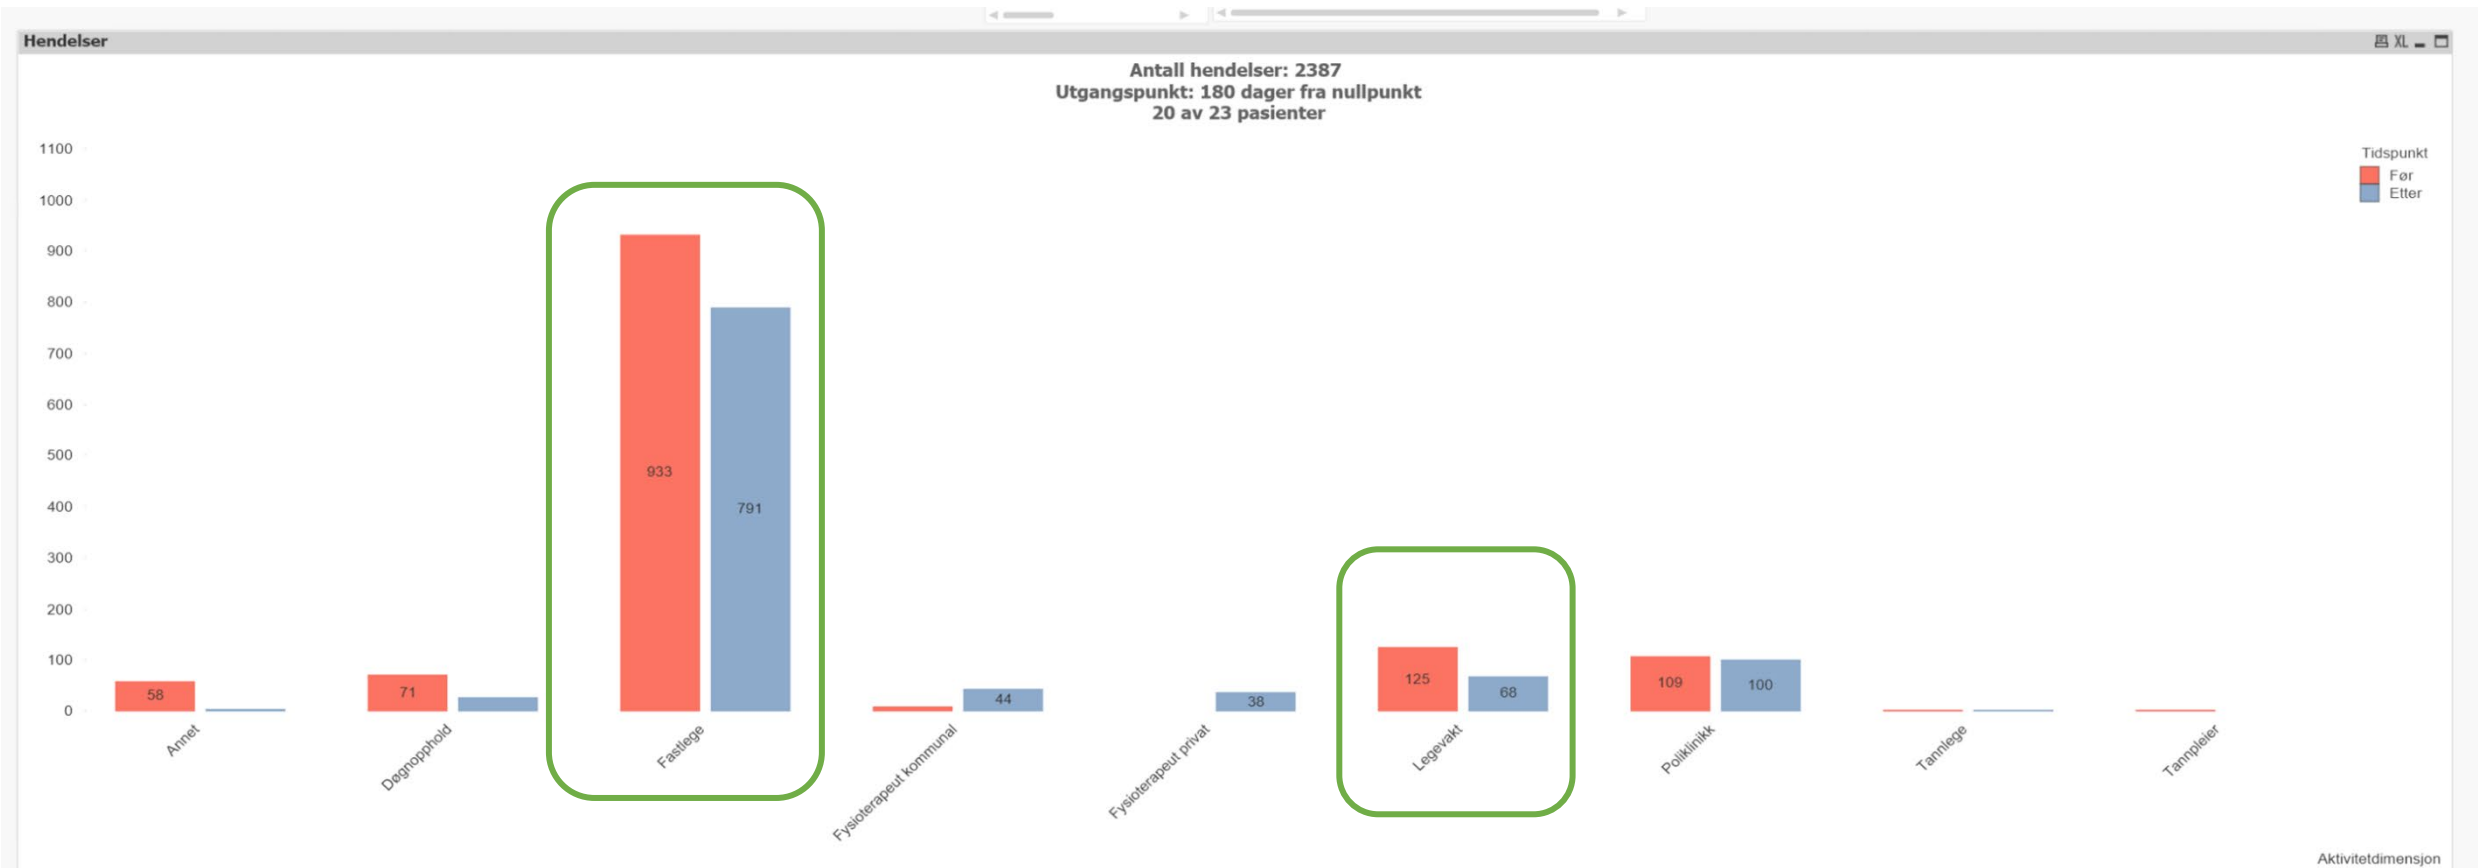 Hendelser
XL
Antall hendelser: 2387
Utgangspunkt: 180 dager fra nullpunkt
20 av 23 pasienter
Tidspunkt
Før
Etter
1100
1000
900
800
700
600
500
400
300
200
100
0
58
71
933
791
44
38
125
68
109
100
Annet
Døgnopphold
Fastlege
Fysioterapeut kommunal
Fysioterapeut privat
Legevakt
Poliklinikk
Tannlege
Tannpleier
Aktivitetdimensjon